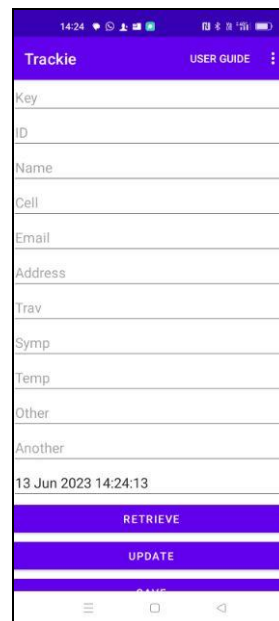 14:24
Trackie USER GUIDE
Key
ID
Name
Cell
Email
Address
Trav
Symp
Temp
Other
Another
13 Jun 2023 14:24:13
RETRIEVE
UPDATE